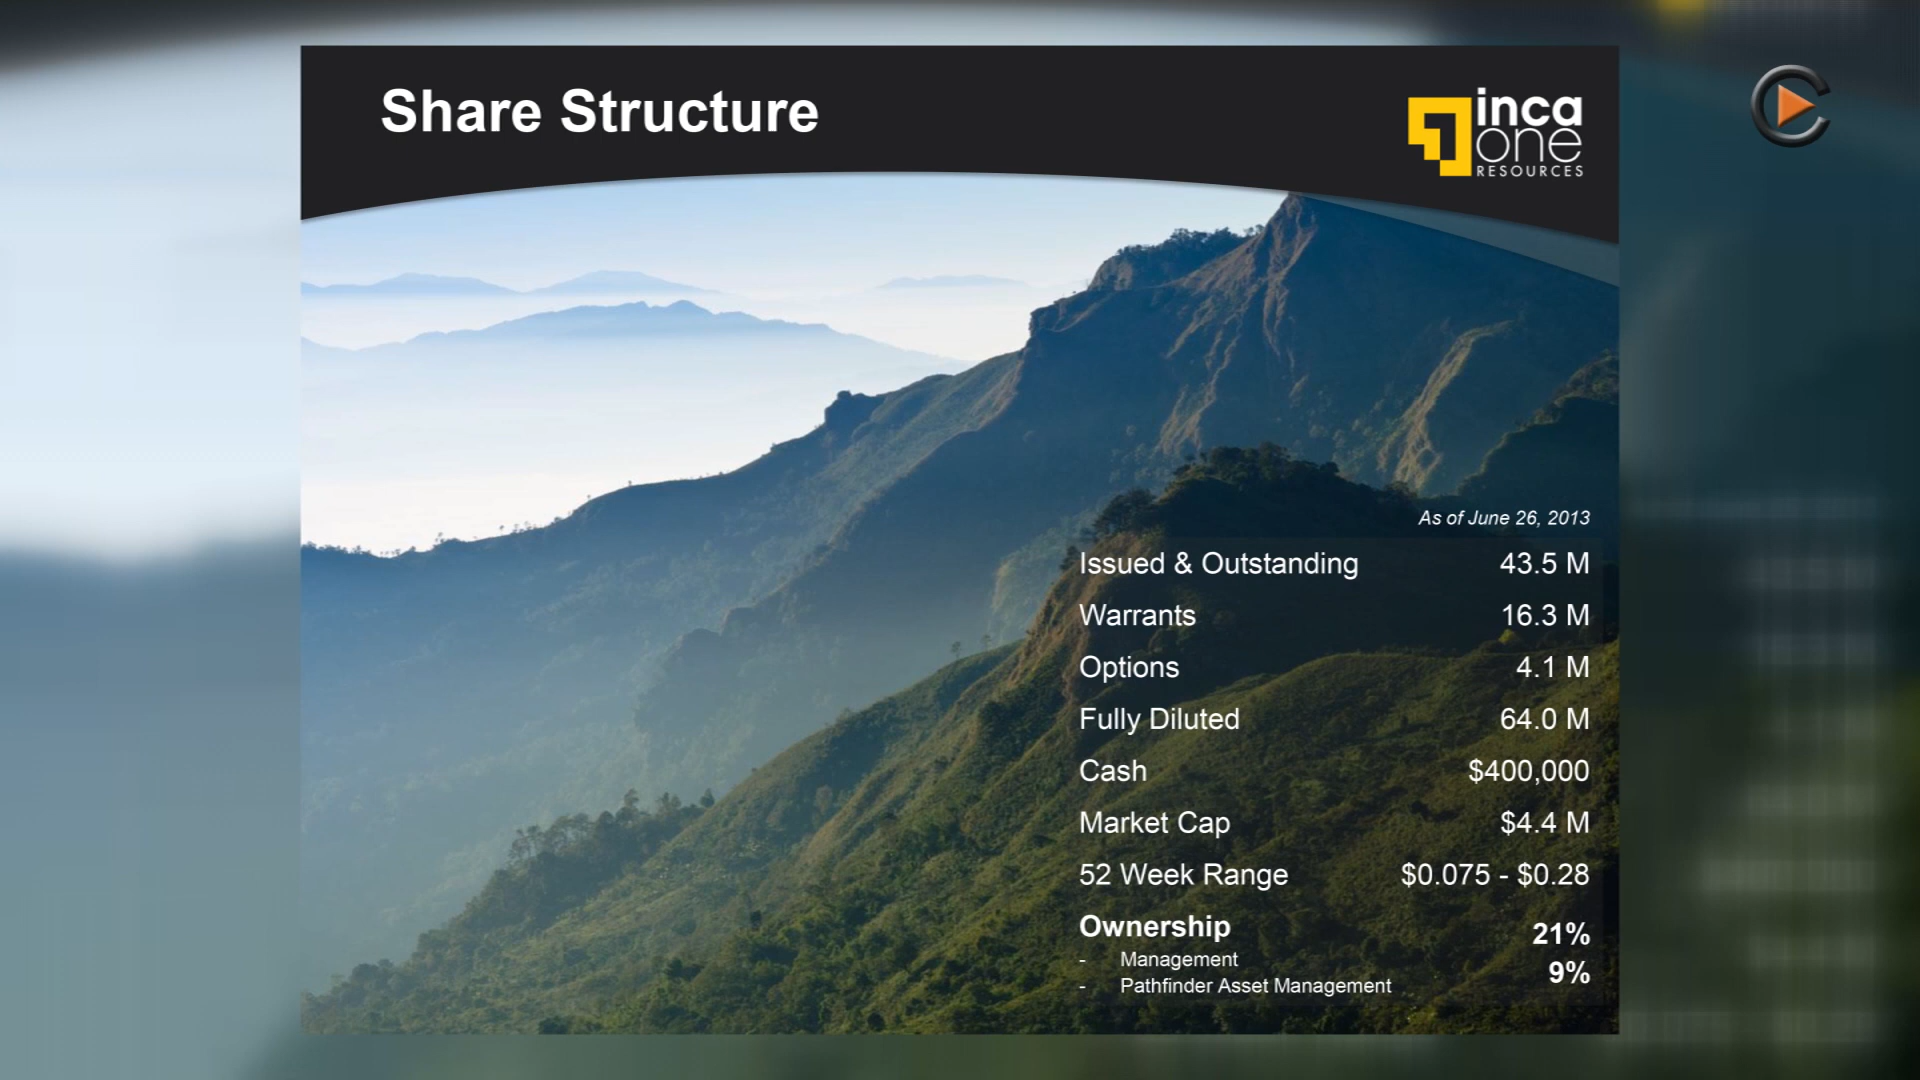 Share Structure
inca
one
RESOURCES
As of June 26, 2013
Issued & Outstanding 43.5 M
Warrants 16.3 M
Options 4.1 M
Fully Diluted 64.0 M
Cash $400,000
Market Cap $4.4 M
52 Week Range $0.075 - $0.28
Ownership 21%
- Management
9%
- Pathfinder Asset Management